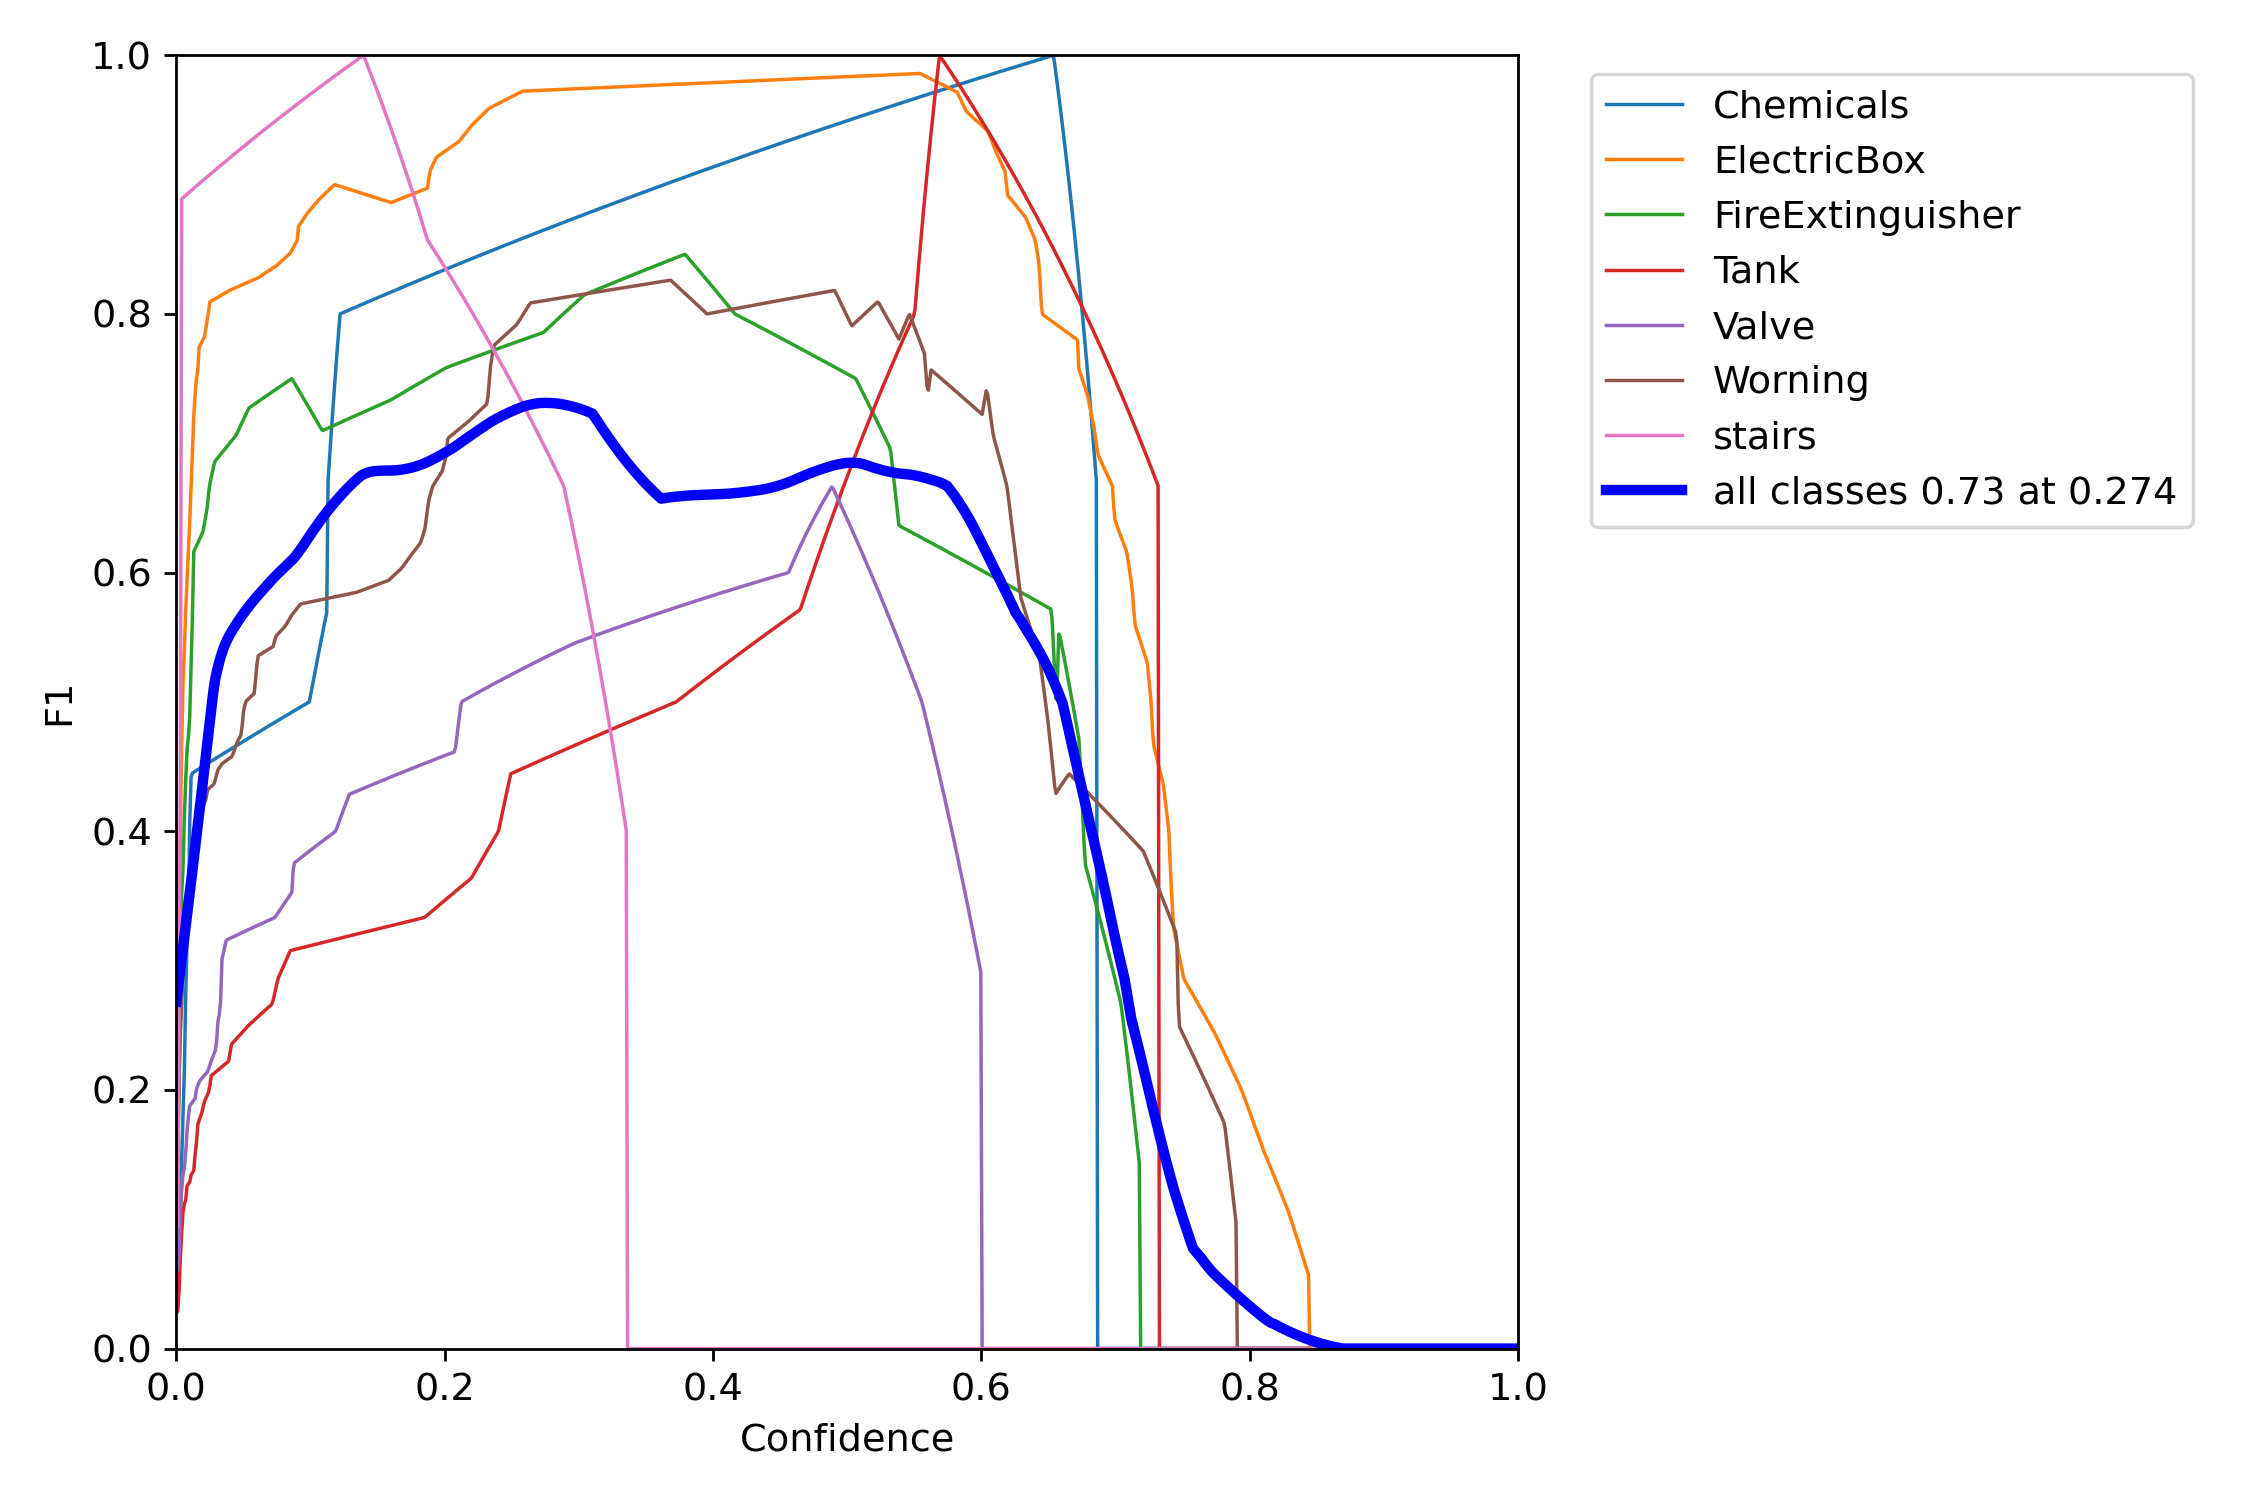 1.0
0.8
0.6
0.4
0.2
0.0
F1
0.0 0.2 0.4 0.6 0.8 1.0
Confidence
Chemicals
ElectricBox
FireExtinguisher
Tank
Valve
Worning
stairs
all classes 0.73 at 0.274